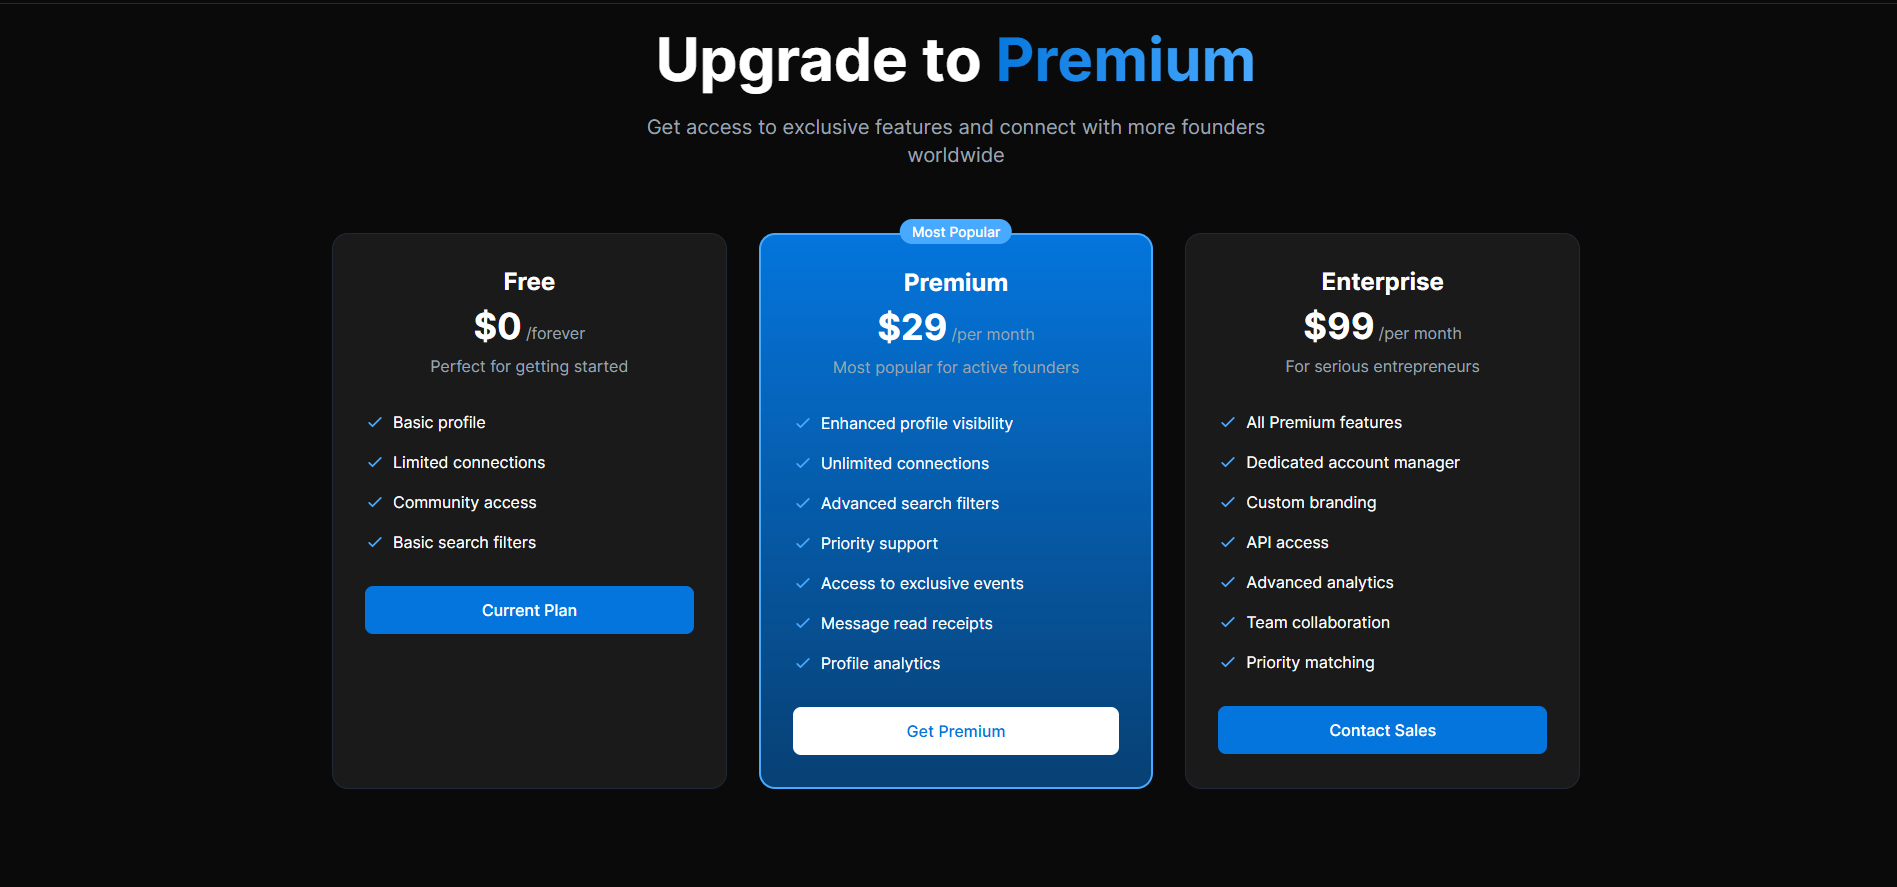 Upgrade to Premium
Get access to exclusive features and connect with more founders
worldwide
Free
$0 /forever
Perfect for getting started
Basic profile
Limited connections
Community access
Basic search filters
Current Plan
Most Popular
Premium
$29 /per month
Most popular for active founders
Enhanced profile visibility
Unlimited connections
Advanced search filters
Priority support
Access to exclusive events
Message read receipts
Profile analytics
Get Premium
Enterprise
$99 /per month
For serious entrepreneurs
All Premium features
Dedicated account manager
Custom branding
API access
Advanced analytics
Team collaboration
Priority matching
Contact Sales